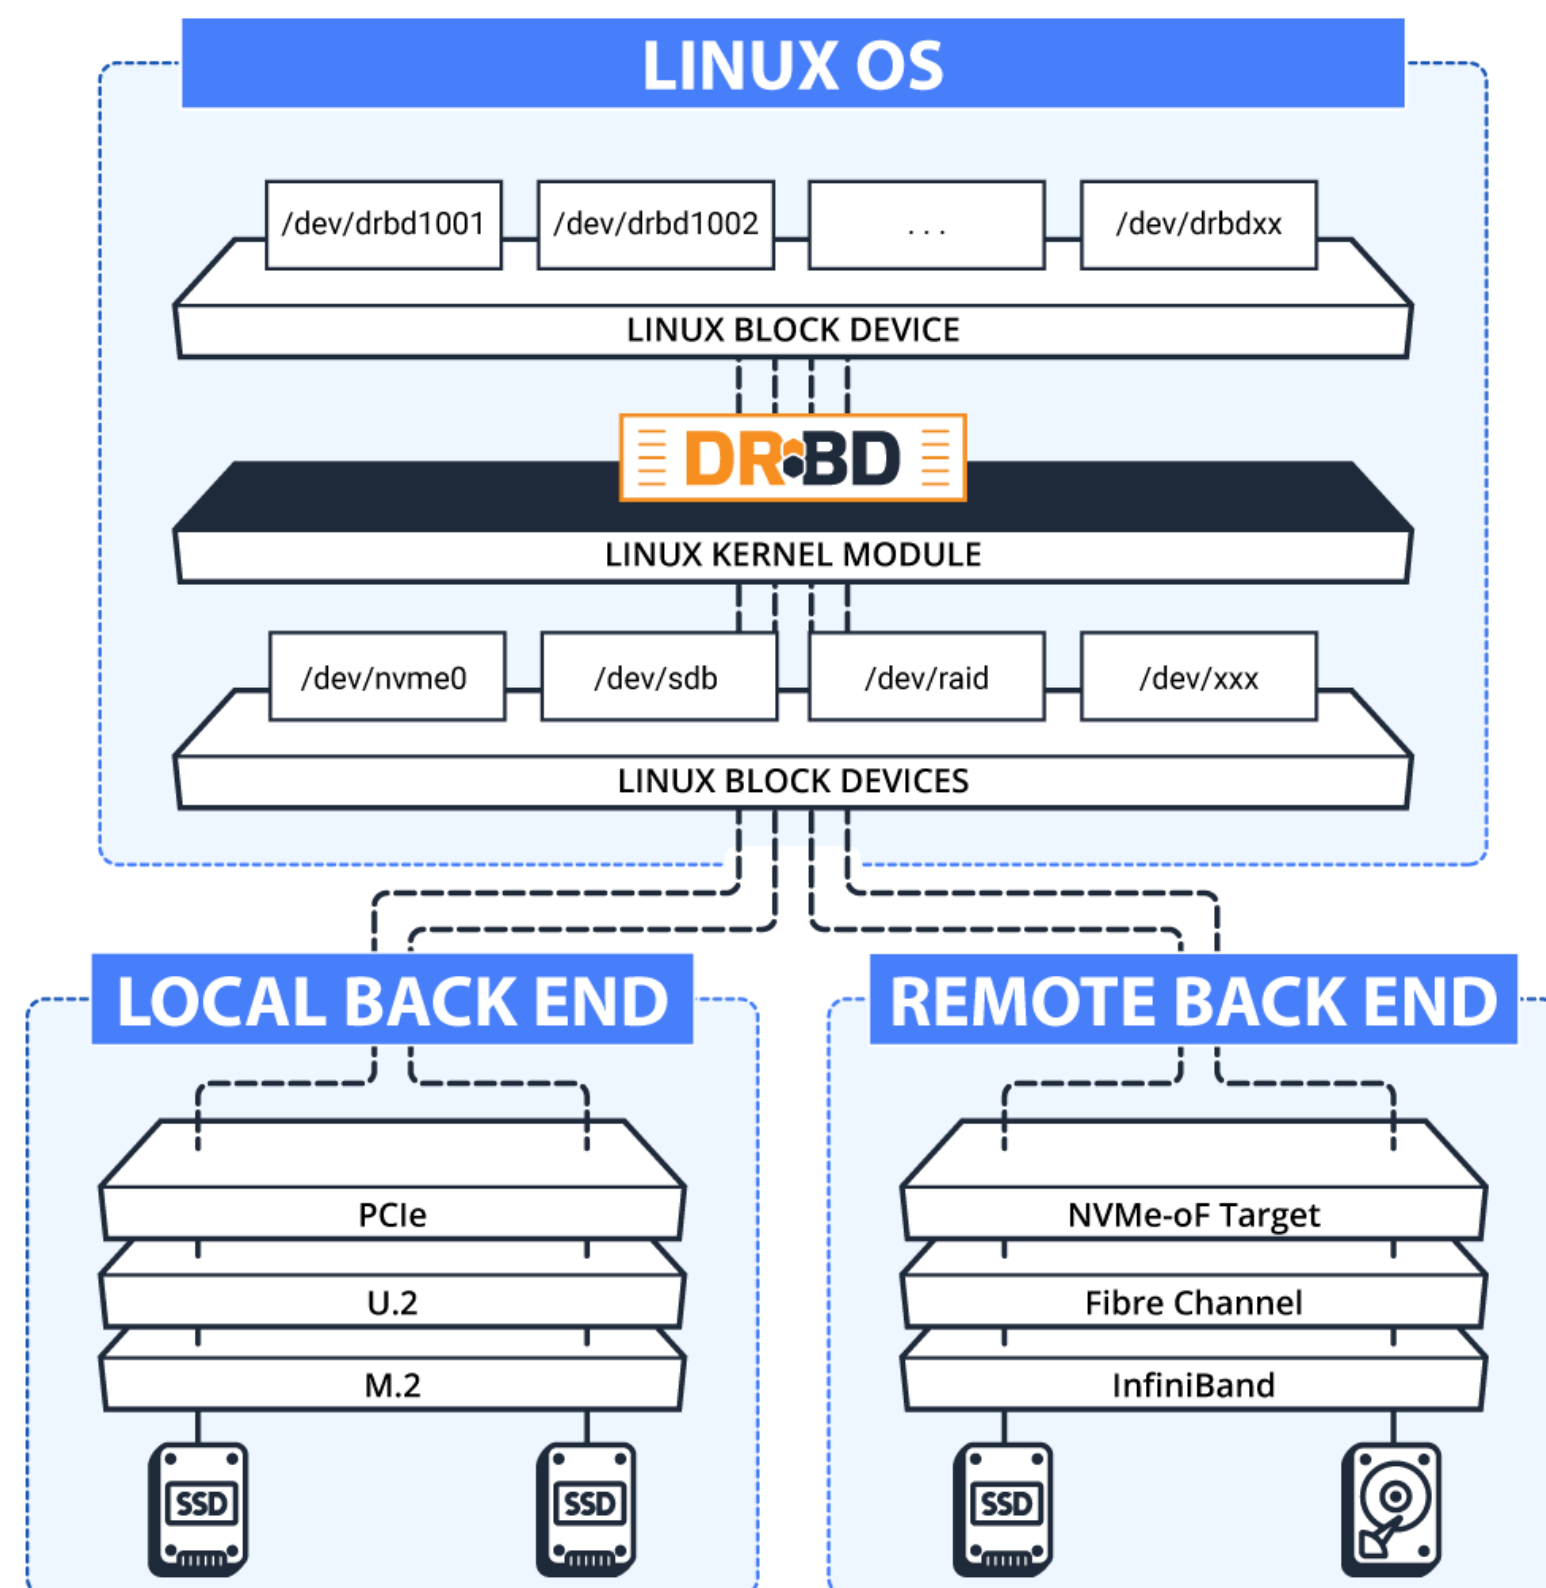 LINUX OS
/dev/drbd1001
/dev/drbd1002
...
/dev/drbdxx
LINUX BLOCK DEVICE
DRBD
LINUX KERNEL MODULE
/dev/nvme0
/dev/sdb
/dev/raid
/dev/xxx
LINUX BLOCK DEVICES
LOCAL BACK END
PCIe
U.2
M.2
SSD
SSD
REMOTE BACK END
NVMe-oF Target
Fibre Channel
InfiniBand
SSD